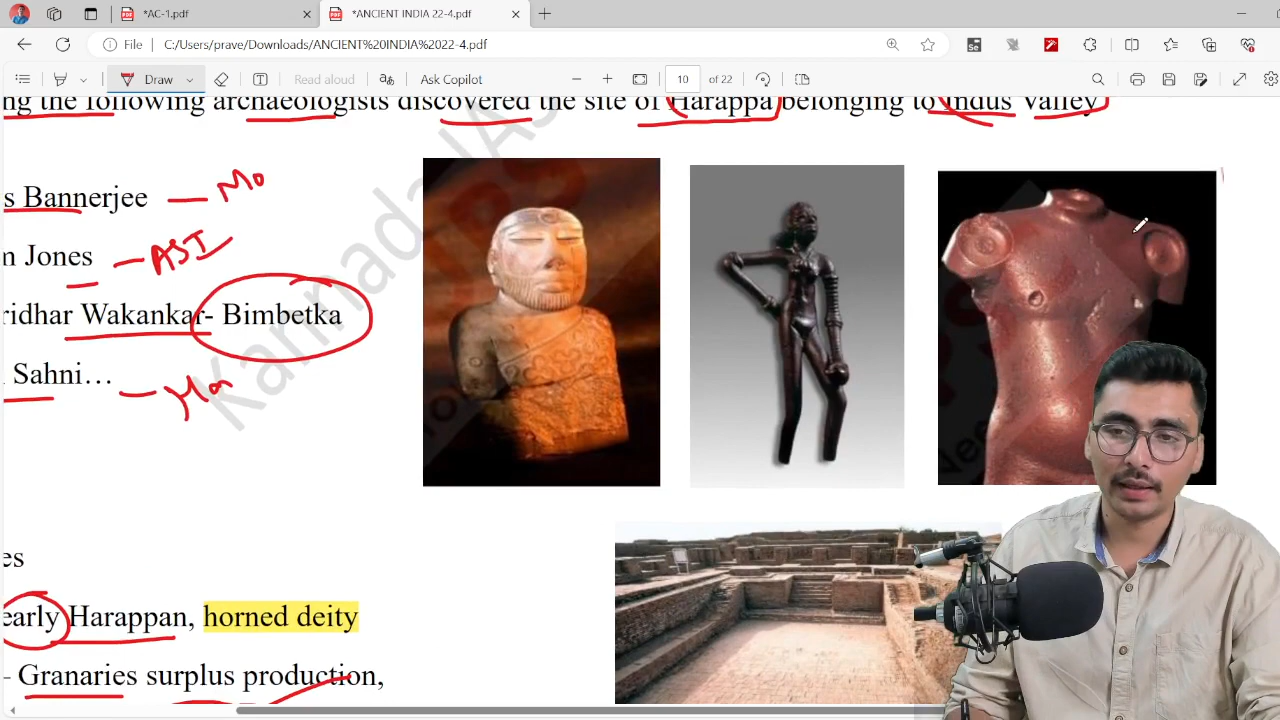 *AC-1.pdf
*ANCIENT INDIA 22-4.pdf
File C:/Users/prave/Downloads/ANCIENT%20INDIA%2022-4.pdf
Draw Read aloud Ask Copilot 10 of 22
ng the following archaeologists discovered the site of Harappa belonging to Indus Valley
s Bannerjee — Mo
m Jones — ASI
ridhar Wakankar- Bimbetka
Sahni… — Har
es
early Harappan, horned deity
- Granaries surplus production,